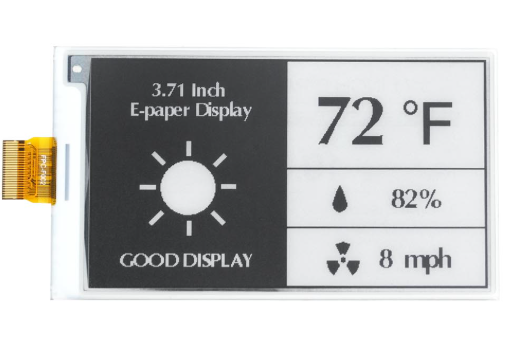 3.71 Inch
E-paper Display
GOOD DISPLAY
72 °F
82%
8 mph